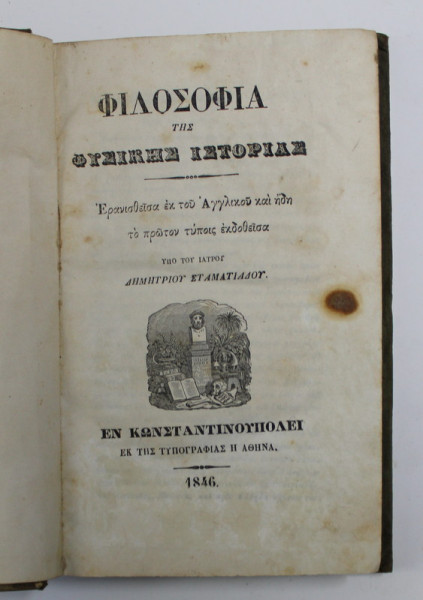 ΦΙΛΟΣΟΦΙΑ
ΤΗΣ
ΦΥΣΙΚΗΣ ΙΣΤΟΡΙΑΣ
Ἐρανισθεῖσα ἐκ τοῦ Ἀγγλικοῦ καὶ ἤδη
τὸ πρῶτον τύποις ἐκδοθεῖσα
ΥΠΟ ΤΟΥ ΙΑΤΡΟΥ
ΔΗΜΗΤΡΙΟΥ ΣΤΑΜΑΤΙΑΔΟΥ.
ΕΝ ΚΩΝΣΤΑΝΤΙΝΟΥΠΟΛΕΙ
ΕΚ ΤΗΣ ΤΥΠΟΓΡΑΦΙΑΣ Η ΑΘΗΝΑ.
1846.